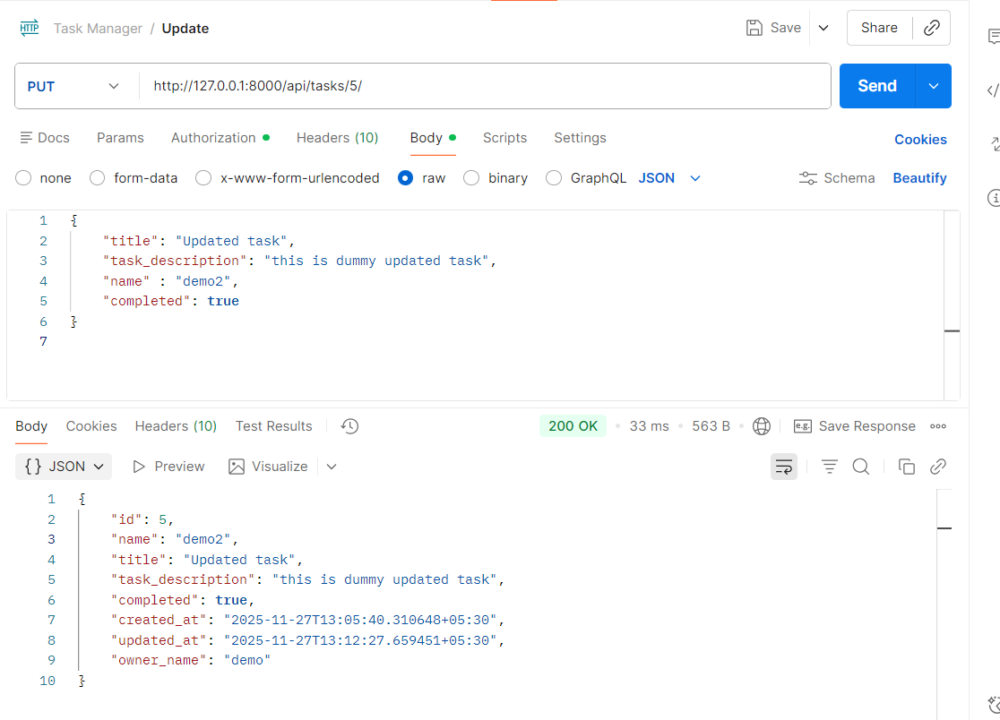 HTTP Task Manager / Update Save Share
PUT http://127.0.0.1:8000/api/tasks/5/ Send
Docs Params Authorization Headers (10) Body Scripts Settings Cookies
none form-data x-www-form-urlencoded raw binary GraphQL JSON Schema Beautify
1 {
2 "title": "Updated task",
3 "task_description": "this is dummy updated task",
4 "name" : "demo2",
5 "completed": true
6 }
7
Body Cookies Headers (10) Test Results 200 OK • 33 ms • 563 B • e.g. Save Response
{} JSON Preview Visualize
1 {
2 "id": 5,
3 "name": "demo2",
4 "title": "Updated task",
5 "task_description": "this is dummy updated task",
6 "completed": true,
7 "created_at": "2025-11-27T13:05:40.310648+05:30",
8 "updated_at": "2025-11-27T13:12:27.659451+05:30",
9 "owner_name": "demo"
10 }